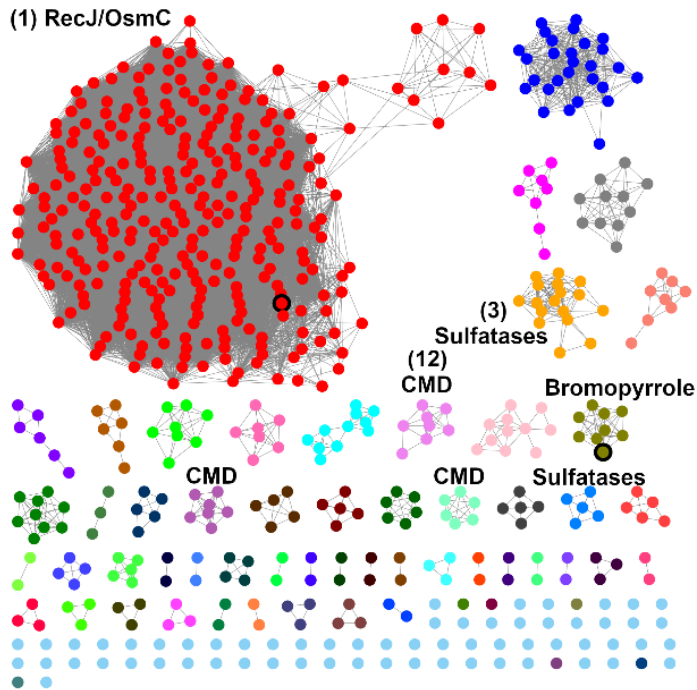 (1) RecJ/OsmC
(3)
Sulfatases
(12)
CMD
Bromopyrrole
CMD
CMD
Sulfatases